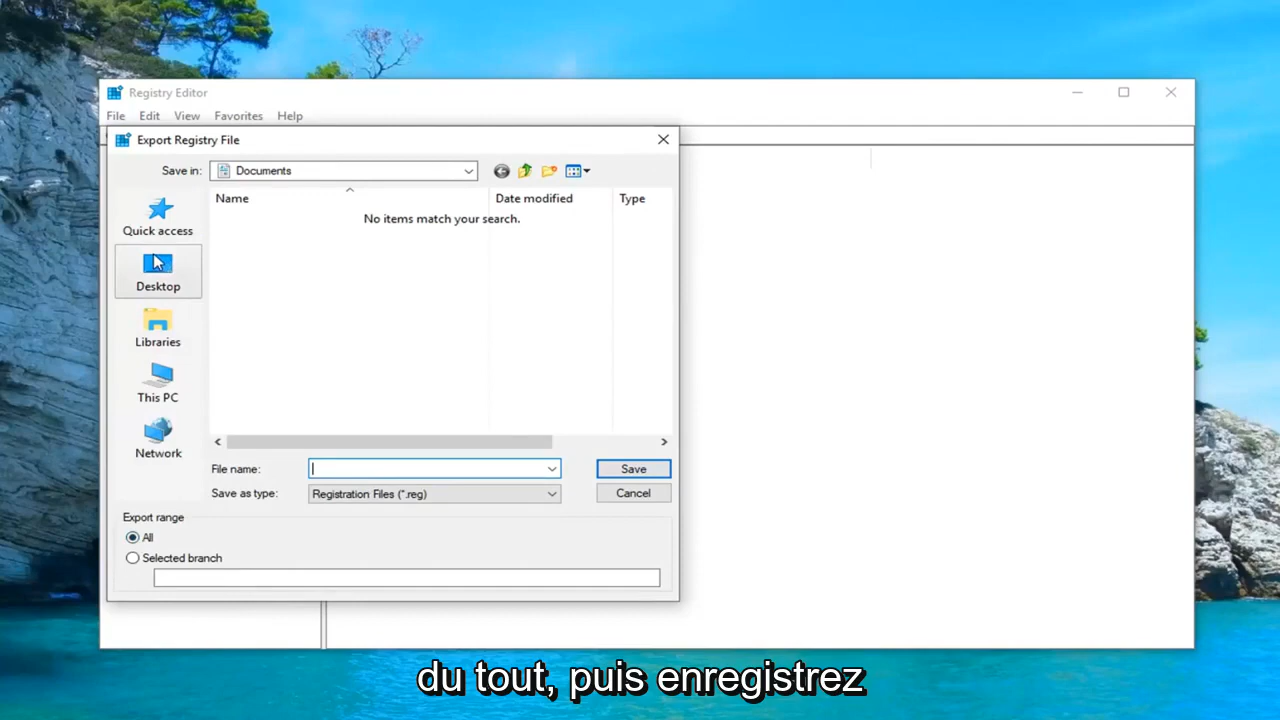 Registry Editor
File Edit View Favorites Help
Export Registry File
Save in: Documents
Name Date modified Type
No items match your search.
Quick access
Desktop
Libraries
This PC
Network
File name: Save
Save as type: Registration Files (*.reg) Cancel
Export range
All
Selected branch
du tout, puis enregistrez